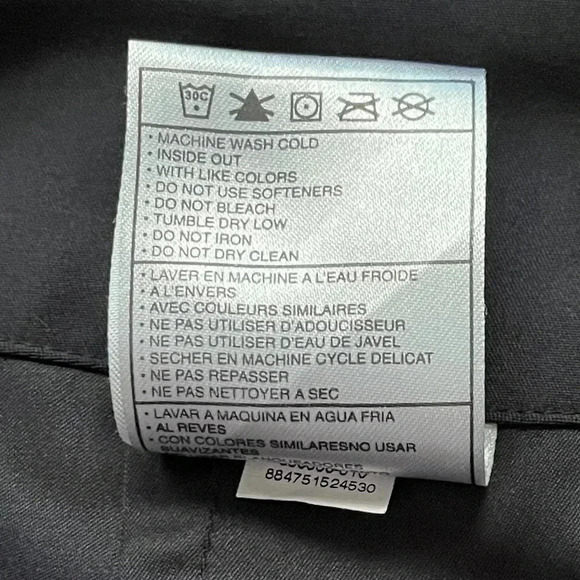 30C
• MACHINE WASH COLD
• INSIDE OUT
• WITH LIKE COLORS
• DO NOT USE SOFTENERS
• DO NOT BLEACH
• TUMBLE DRY LOW
• DO NOT IRON
• DO NOT DRY CLEAN
• LAVER EN MACHINE A L'EAU FROIDE
• A L'ENVERS
• AVEC COULEURS SIMILAIRES
• NE PAS UTILISER D'ADOUCISSEUR
• NE PAS UTILISER D'EAU DE JAVEL
• SECHER EN MACHINE CYCLE DELICAT
• NE PAS REPASSER
• NE PAS NETTOYER A SEC
• LAVAR A MAQUINA EN AGUA FRIA
• AL REVES
• CON COLORES SIMILARESNO USAR
SUAVIZANTES
884751524530